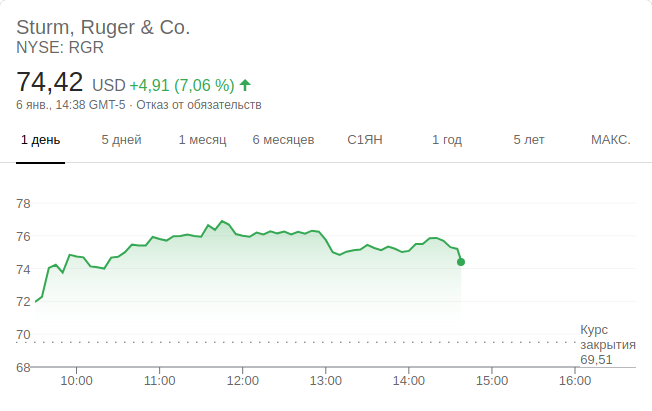 Sturm, Ruger & Co.
NYSE: RGR
74,42 USD +4,91 (7,06 %)
6 янв., 14:38 GMT-5 · Отказ от обязательств
1 день 5 дней 1 месяц 6 месяцев С1ЯН 1 год 5 лет МАКС.
78
76
74
72
70
Курс
закрытия
69,51
68
10:00 11:00 12:00 13:00 14:00 15:00 16:00